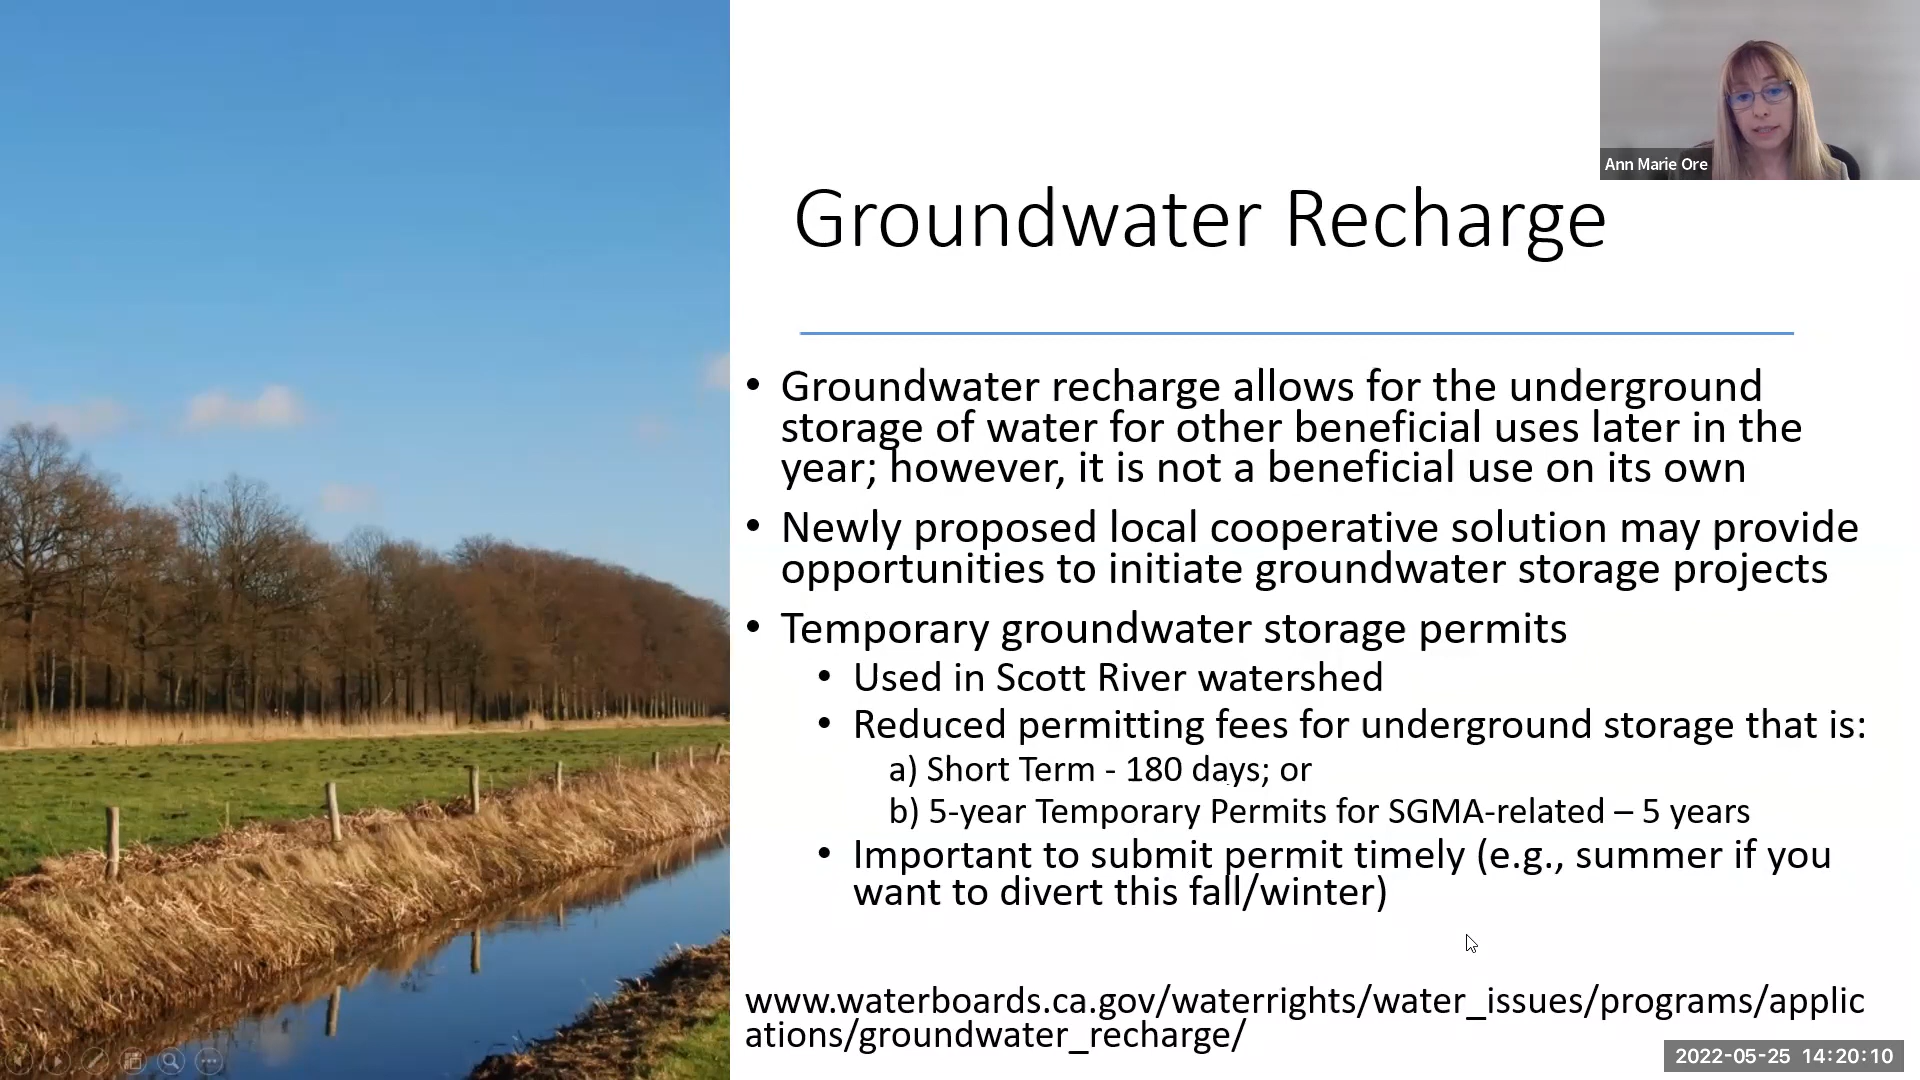 Ann Marie Ore
Groundwater Recharge
• Groundwater recharge allows for the underground
storage of water for other beneficial uses later in the
year; however, it is not a beneficial use on its own
• Newly proposed local cooperative solution may provide
opportunities to initiate groundwater storage projects
• Temporary groundwater storage permits
• Used in Scott River watershed
• Reduced permitting fees for underground storage that is:
a) Short Term - 180 days; or
b) 5-year Temporary Permits for SGMA-related – 5 years
• Important to submit permit timely (e.g., summer if you
want to divert this fall/winter)
www.waterboards.ca.gov/waterrights/water_issues/programs/applic
ations/groundwater_recharge/
2022-05-25 14:20:10